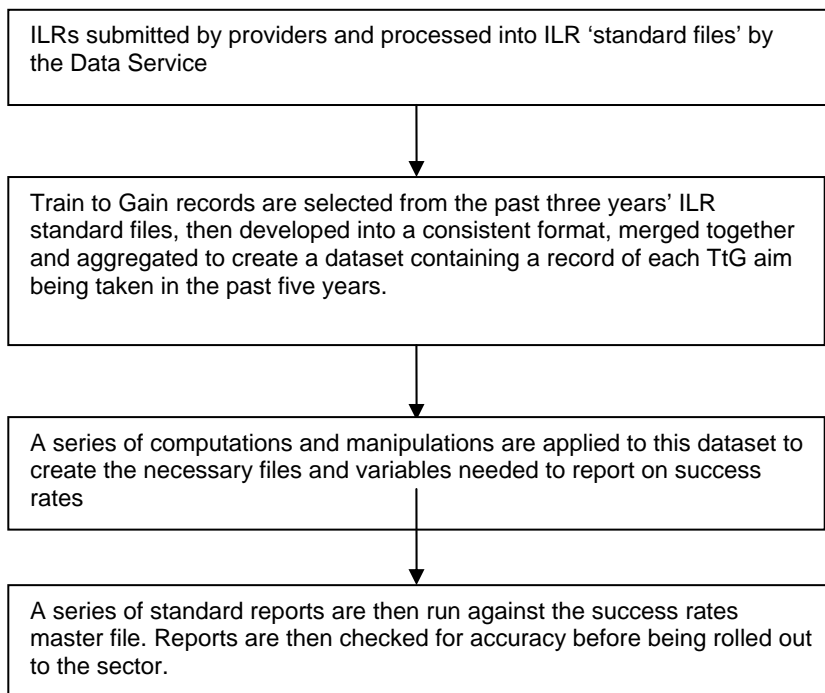 ILRs submitted by providers and processed into ILR ‘standard files’ by
the Data Service
Train to Gain records are selected from the past three years’ ILR
standard files, then developed into a consistent format, merged together
and aggregated to create a dataset containing a record of each TtG aim
being taken in the past five years.
A series of computations and manipulations are applied to this dataset to
create the necessary files and variables needed to report on success
rates
A series of standard reports are then run against the success rates
master file. Reports are then checked for accuracy before being rolled out
to the sector.